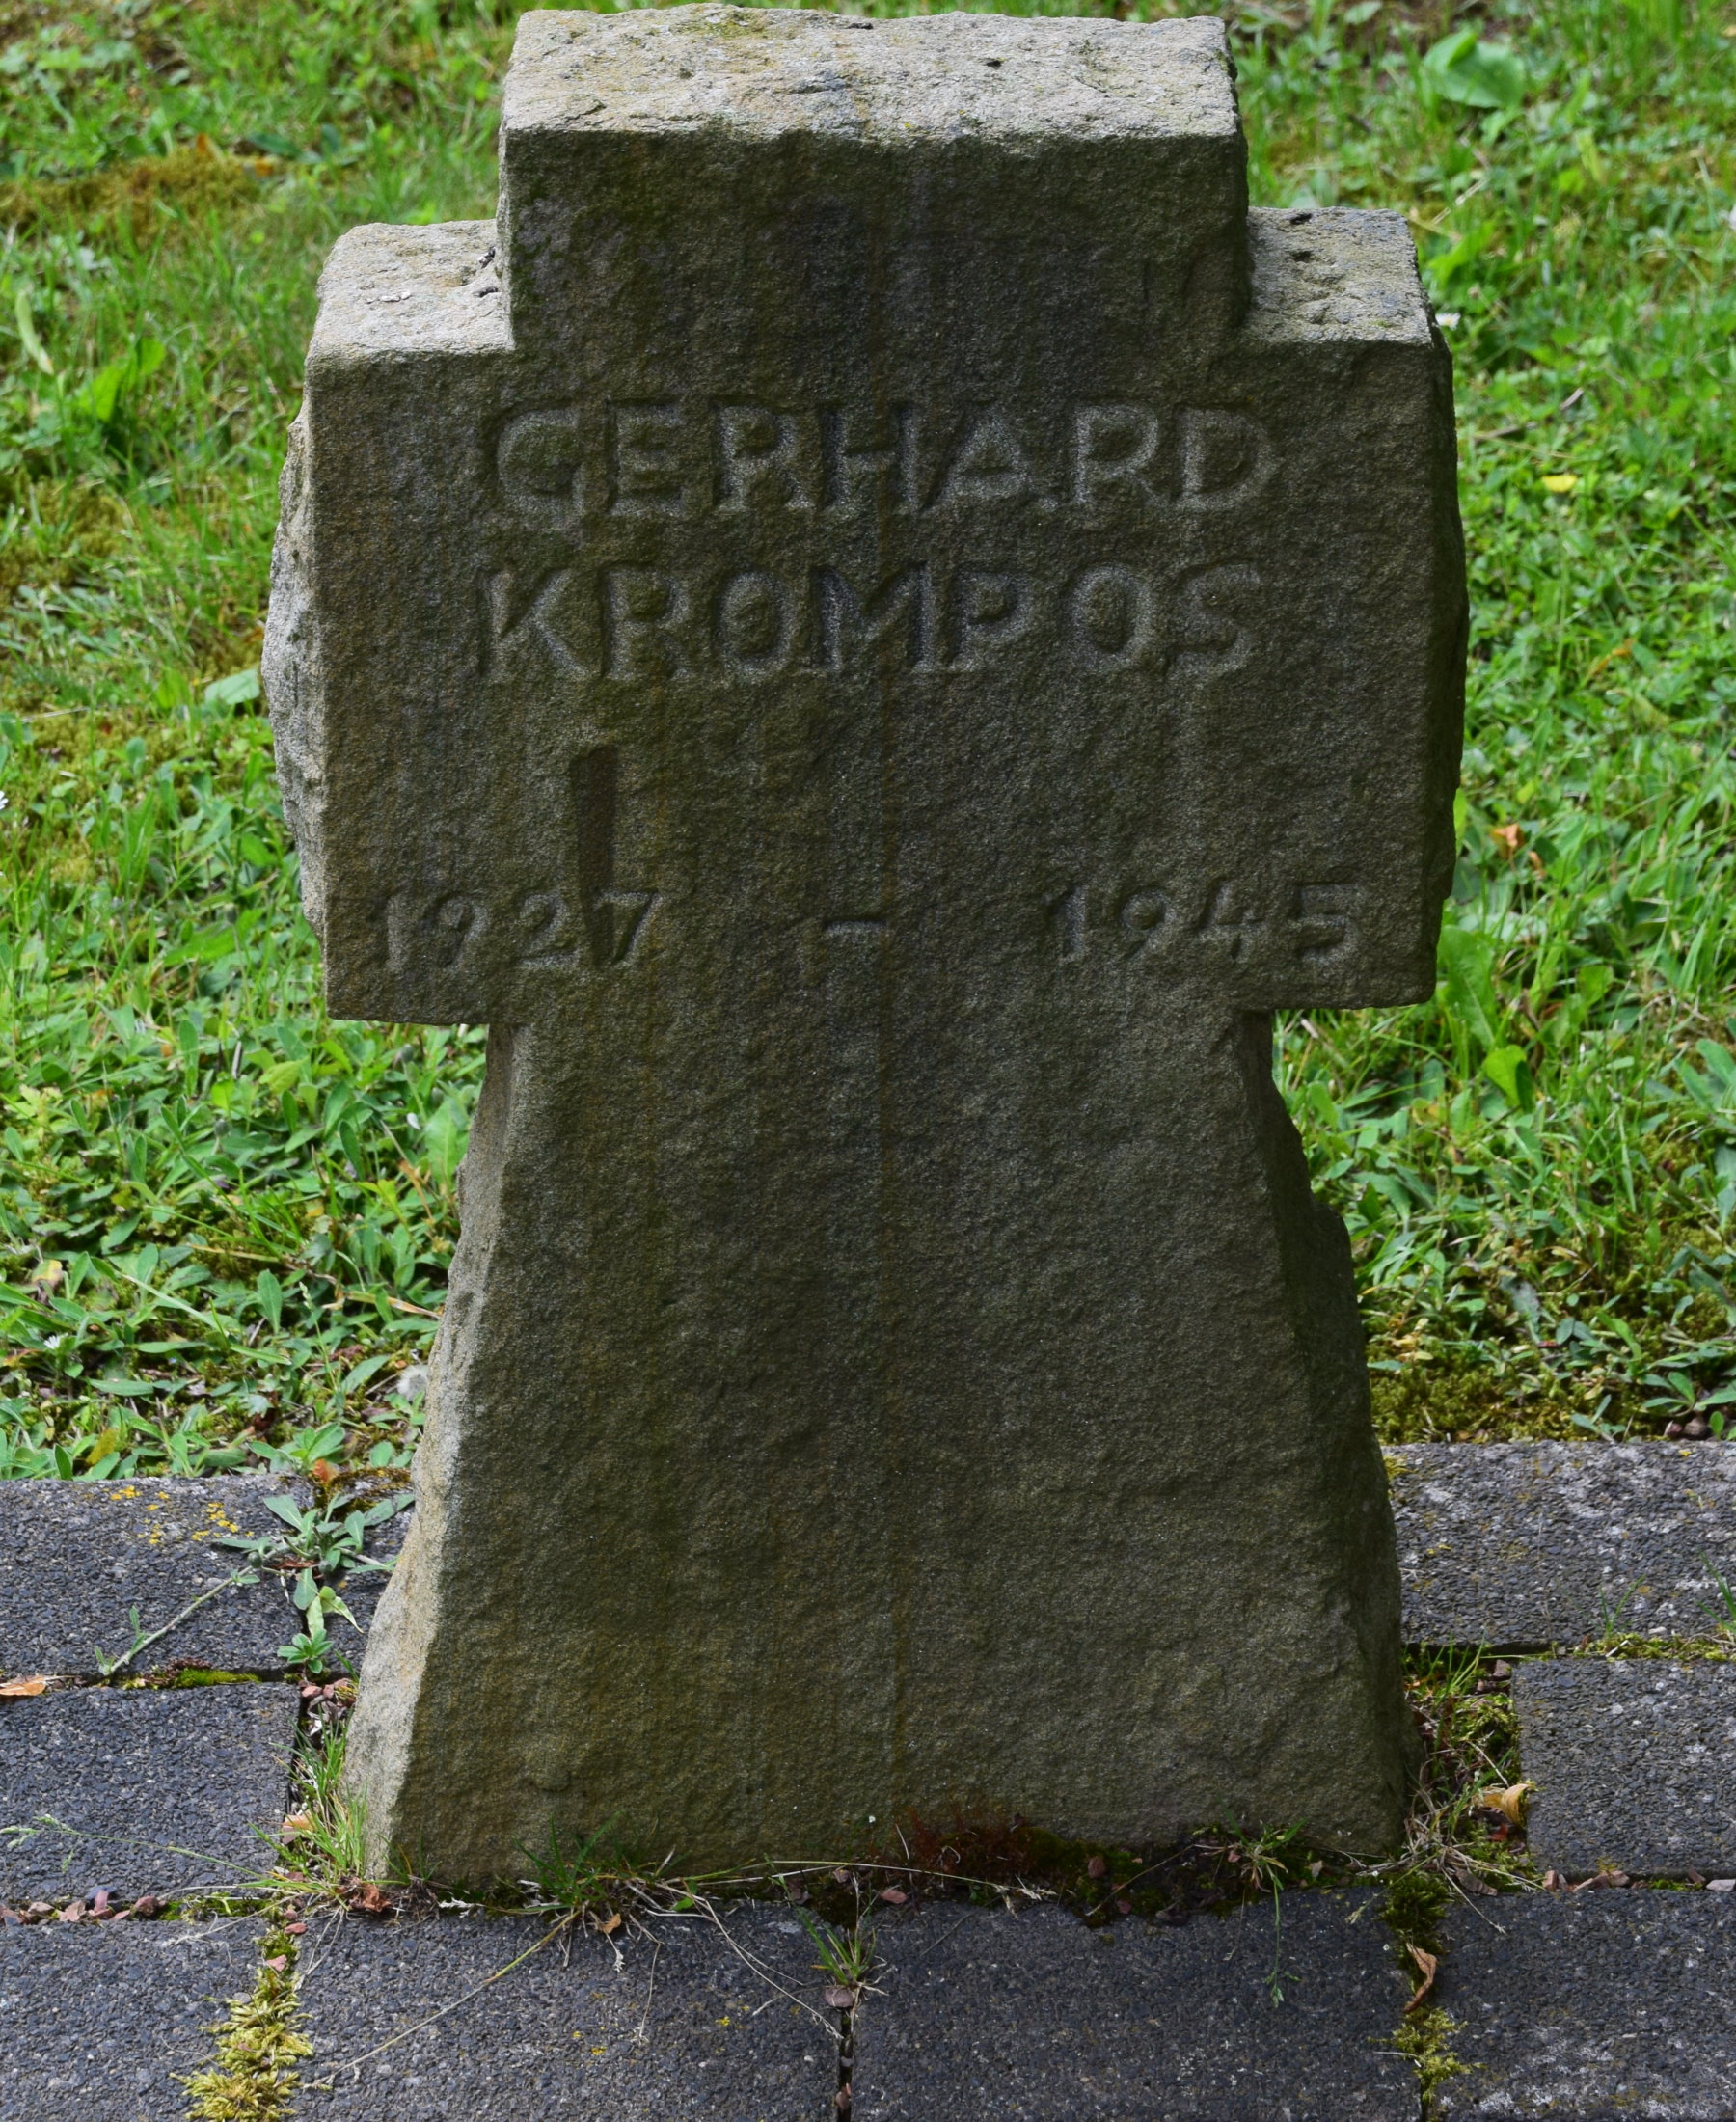 GERHARD
KROMPOS
1927 - 1945